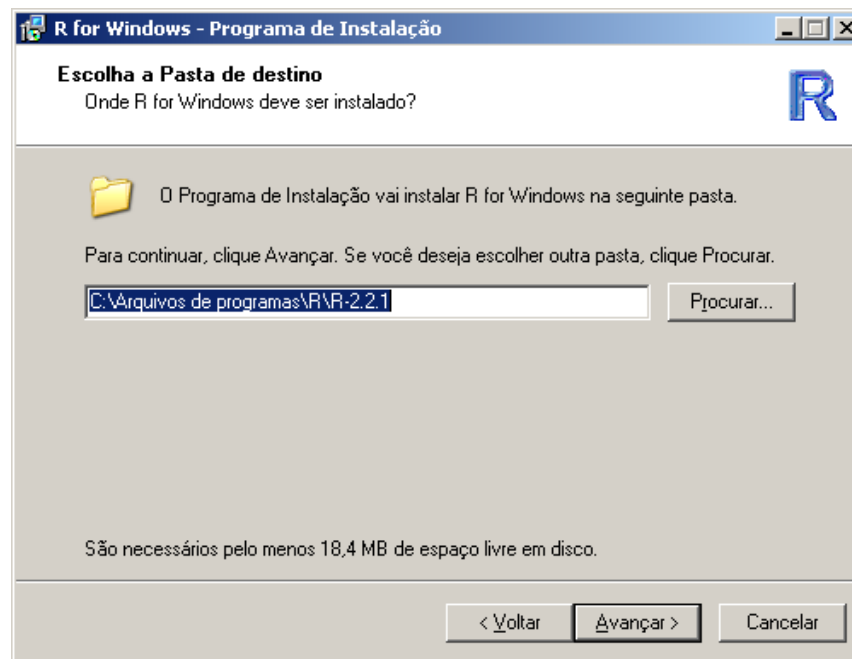 R for Windows - Programa de Instalação
Escolha a Pasta de destino
Onde R for Windows deve ser instalado?
R
O Programa de Instalação vai instalar R for Windows na seguinte pasta.
Para continuar, clique Avançar. Se você deseja escolher outra pasta, clique Procurar.
C:\Arquivos de programas\R\R-2.2.1
Procurar...
São necessários pelo menos 18,4 MB de espaço livre em disco.
< Voltar
Avançar >
Cancelar